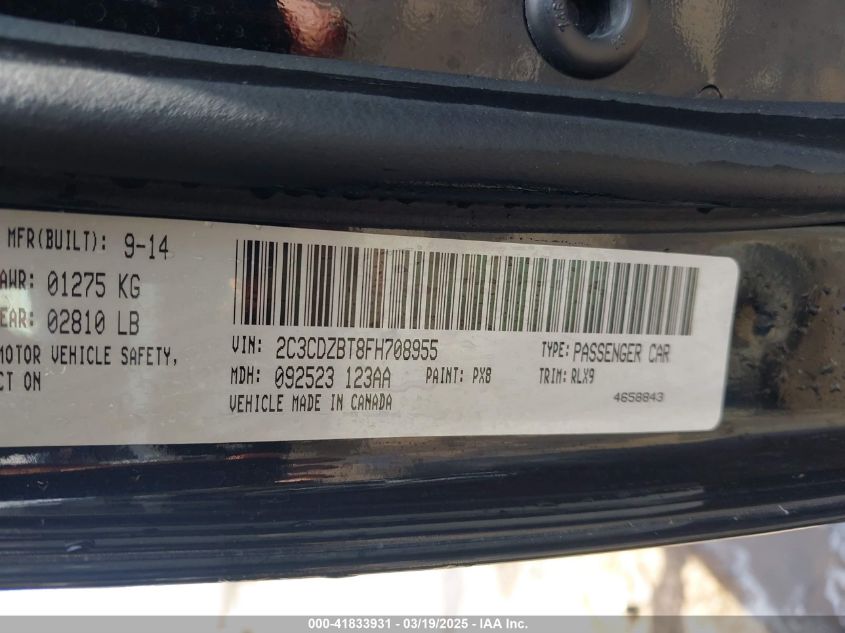 MFR(BUILT): 9-14
AWR: 01275 KG
EAR: 02810 LB
MOTOR VEHICLE SAFETY,
CT ON
VIN: 2C3CDZBT8FH708955
TYPE: PASSENGER CAR
MDH: 092523 123AA
PAINT: PX8
TRIM: RLX9
VEHICLE MADE IN CANADA
4658843
000-41833931 - 03/19/2025 - IAA Inc.